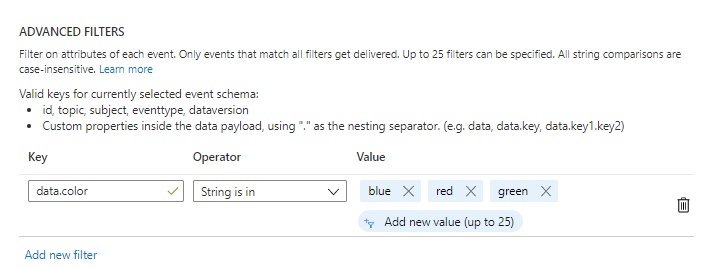 ADVANCED FILTERS
Filter on attributes of each event. Only events that match all filters get delivered. Up to 25 filters can be specified. All string comparisons are
case-insensitive. Learn more
Valid keys for currently selected event schema:
• id, topic, subject, eventtype, dataversion
• Custom properties inside the data payload, using "." as the nesting separator. (e.g. data, data.key, data.key1.key2)
Key Operator Value
data.color String is in blue red green
Add new value (up to 25)
Add new filter